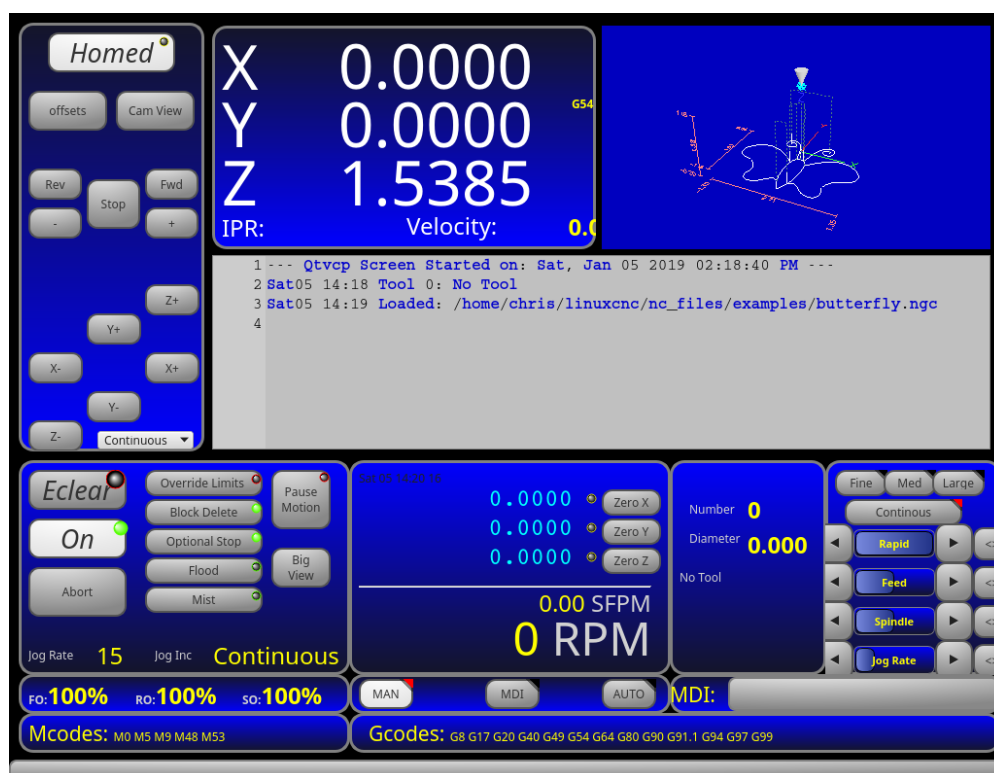 Homed
offsets Cam View
Rev Fwd
Stop
- +
Z+
Y+
X- X+
Y-
Z- Continuous
X 0.0000
G54
Y 0.0000
Z 1.5385
IPR: Velocity: 0.0
1 --- Qtvcp Screen Started on: Sat, Jan 05 2019 02:18:40 PM ---
2 Sat05 14:18 Tool 0: No Tool
3 Sat05 14:19 Loaded: /home/chris/linuxcnc/nc_files/examples/butterfly.ngc
4
Eclear
On
Abort
Override Limits
Block Delete
Optional Stop
Flood
Mist
Pause
Motion
Big
View
Jog Rate 15 Jog Inc Continuous
0.0000 Zero X
0.0000 Zero Y
0.0000 Zero Z
0.00 SFPM
0 RPM
Number 0
Diameter 0.000
No Tool
Fine Med Large
Continous
Rapid
Feed
Spindle
Jog Rate
FO:100% RO:100% SO:100%
MAN MDI AUTO
MDI:
Mcodes: M0 M5 M9 M48 M53
Gcodes: G8 G17 G20 G40 G49 G54 G64 G80 G90 G91.1 G94 G97 G99